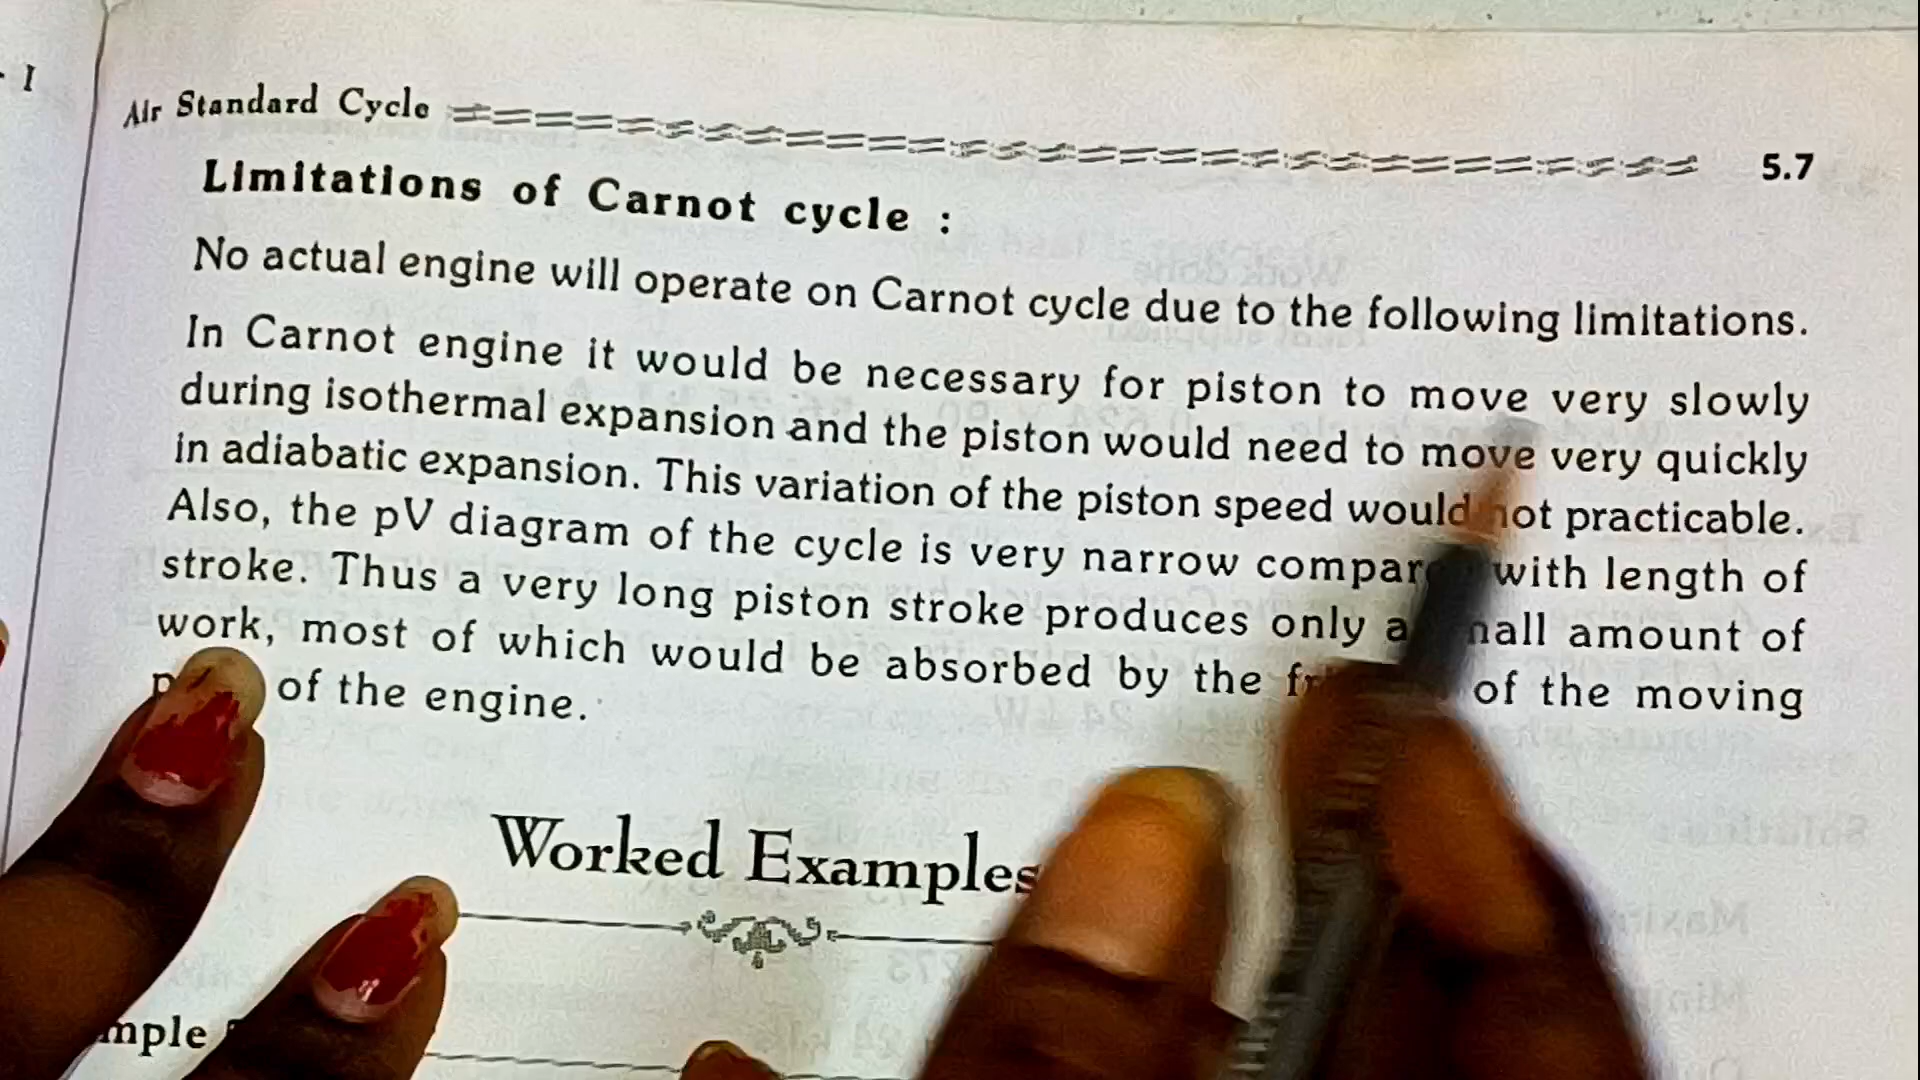 I
Air Standard Cycle 5.7
Limitations of Carnot cycle :
No actual engine will operate on Carnot cycle due to the following limitations.
In Carnot engine it would be necessary for piston to move very slowly
during isothermal expansion and the piston would need to move very quickly
in adiabatic expansion. This variation of the piston speed would not practicable.
Also, the pV diagram of the cycle is very narrow with length of
stroke. Thus a very long piston stroke produces only a amount of
work, most of which would be absorbed by the of the moving
of the engine.
Worked Examples